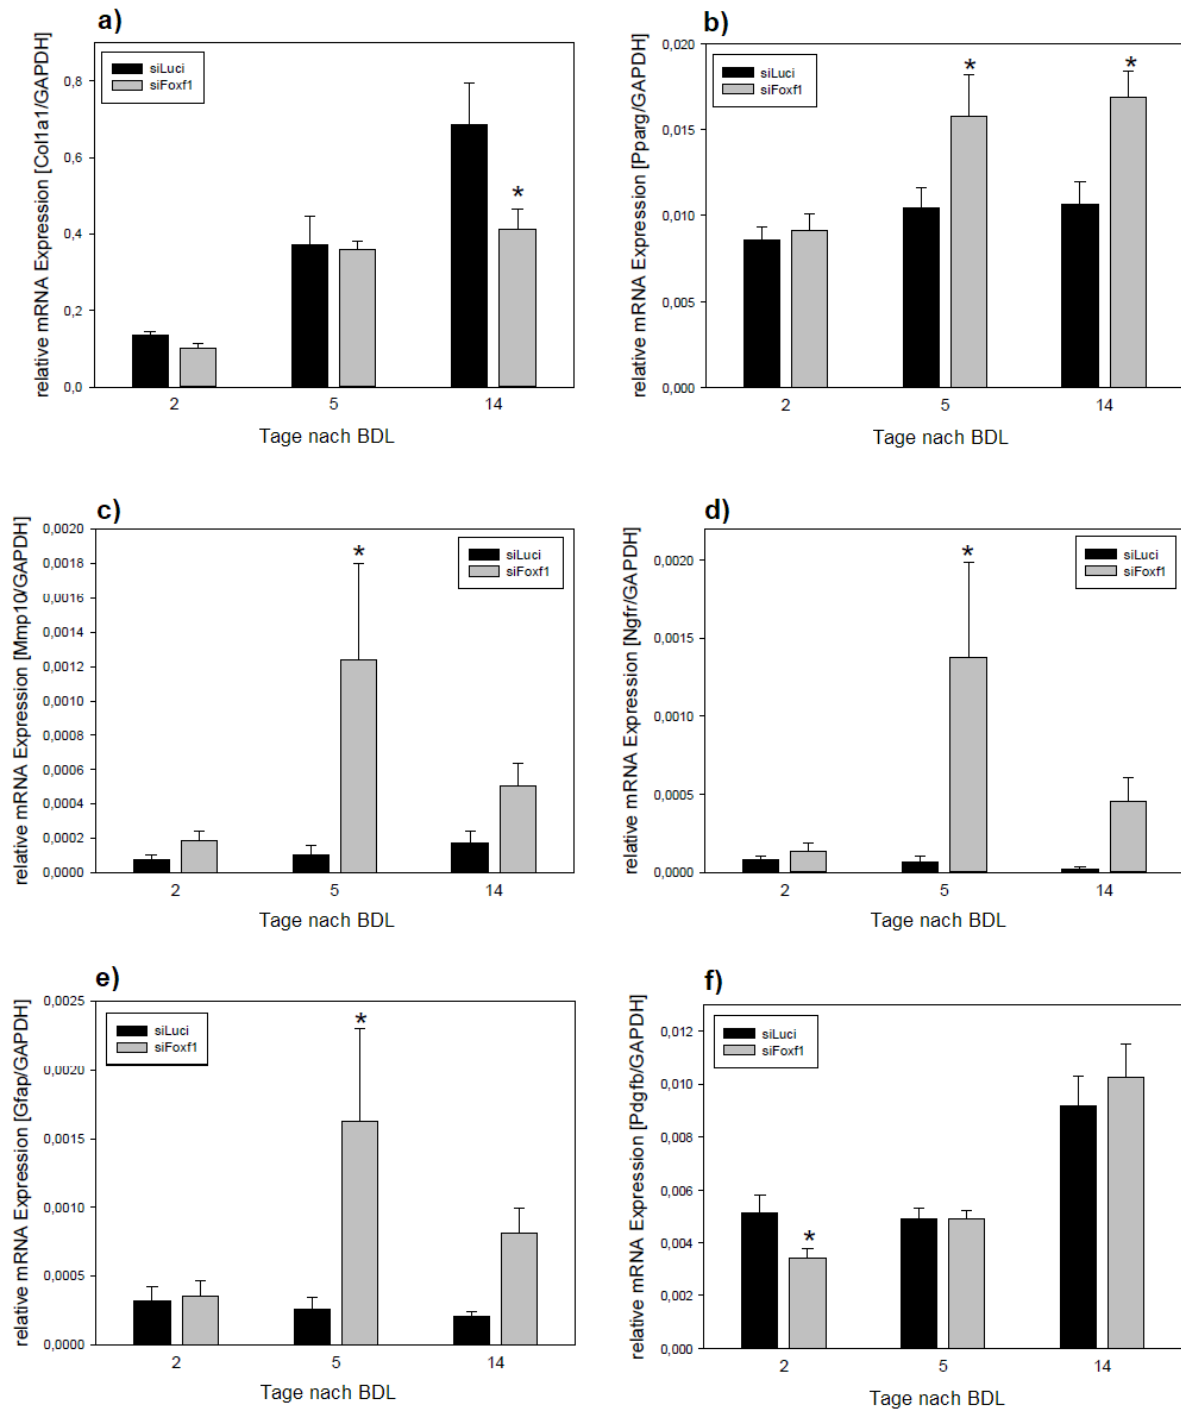 a)
relative mRNA Expression [Col1a1/GAPDH]
0,8
0,6
0,4
0,2
0,0
siLuci
siFoxf1
*
2
5
14
Tage nach BDL
b)
relative mRNA Expression [Pparg/GAPDH]
0,020
0,015
0,010
0,005
0,000
siLuci
siFoxf1
*
*
2
5
14
Tage nach BDL
c)
relative mRNA Expression [Mmp10/GAPDH]
0,0020
0,0018
0,0016
0,0014
0,0012
0,0010
0,0008
0,0006
0,0004
0,0002
0,0000
siLuci
siFoxf1
*
2
5
14
Tage nach BDL
d)
relative mRNA Expression [Ngfr/GAPDH]
0,0020
0,0015
0,0010
0,0005
0,0000
siLuci
siFoxf1
*
2
5
14
Tage nach BDL
e)
relative mRNA Expression [Gfap/GAPDH]
0,0025
0,0020
0,0015
0,0010
0,0005
0,0000
siLuci
siFoxf1
*
2
5
14
Tage nach BDL
f)
relative mRNA Expression [Pdgfb/GAPDH]
0,012
0,010
0,008
0,006
0,004
0,002
0,000
siLuci
siFoxf1
*
2
5
14
Tage nach BDL